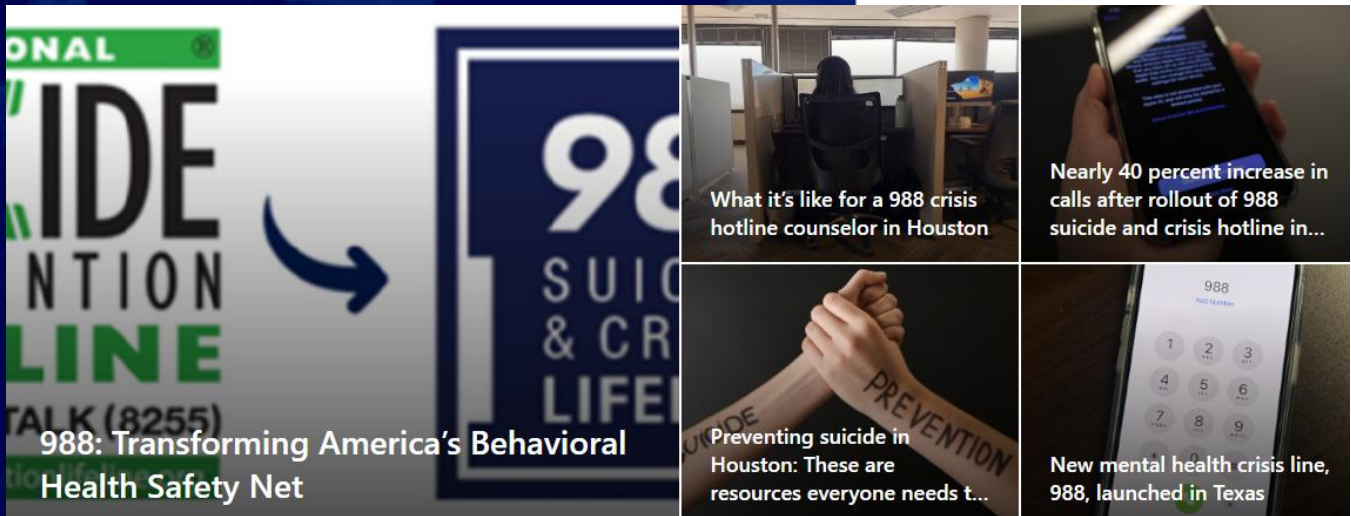 ONAL ®
IDE
NTION
LINE
TALK (8255)
988: Transforming America's Behavioral
Health Safety Net
98
SUIC
& CR
LIFE
What it's like for a 988 crisis
hotline counselor in Houston
Nearly 40 percent increase in
calls after rollout of 988
suicide and crisis hotline in...
SUICIDE
PREVENTION
Preventing suicide in
Houston: These are
resources everyone needs t...
988
Add Number
1 2 3
4 5 6
7 8 9
New mental health crisis line,
988, launched in Texas